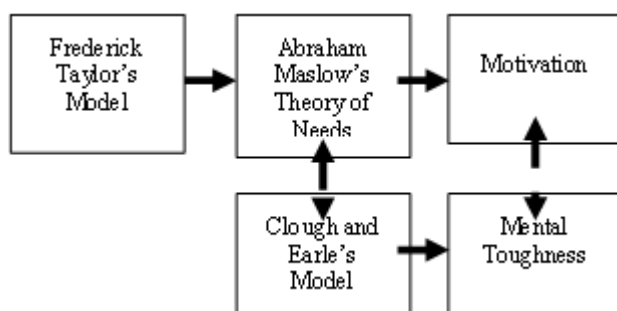 Frederick
Taylor's
Model
Abraham
Maslow's
Theory of
Needs
Motivation
Clough and
Earle's
Model
Mental
Toughness